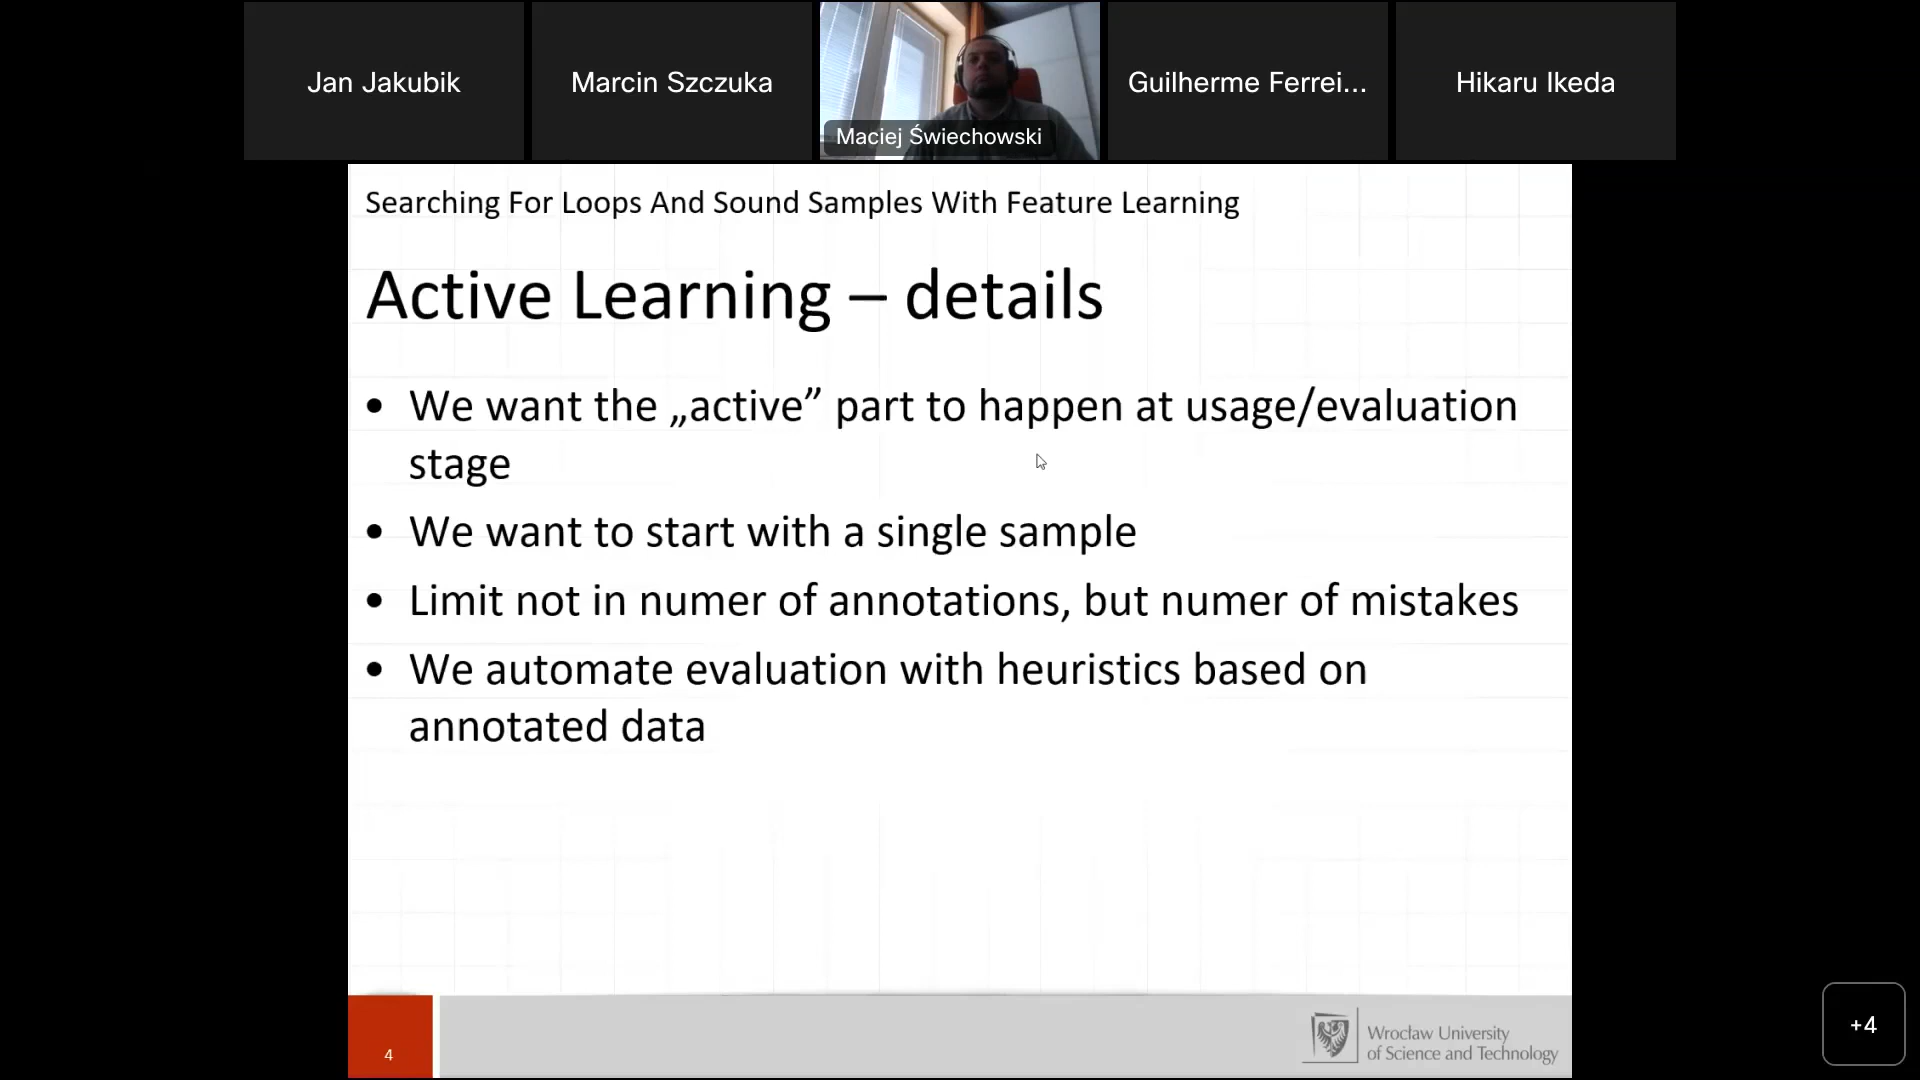 Jan Jakubik
Marcin Szczuka
Maciej Świechowski
Guilherme Ferrei...
Hikaru Ikeda
Searching For Loops And Sound Samples With Feature Learning
Active Learning – details
• We want the „active” part to happen at usage/evaluation
stage
• We want to start with a single sample
• Limit not in numer of annotations, but numer of mistakes
• We automate evaluation with heuristics based on
annotated data
4
Wrocław University
of Science and Technology
+4